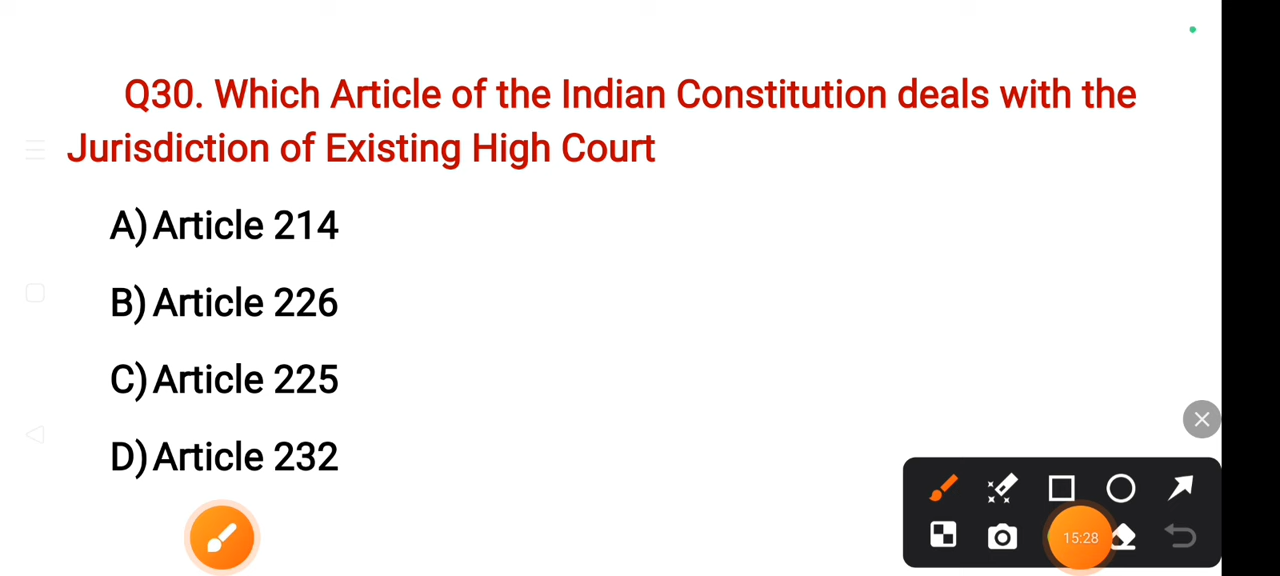 Q30. Which Article of the Indian Constitution deals with the
Jurisdiction of Existing High Court
A) Article 214
B) Article 226
C) Article 225
D) Article 232
15:28